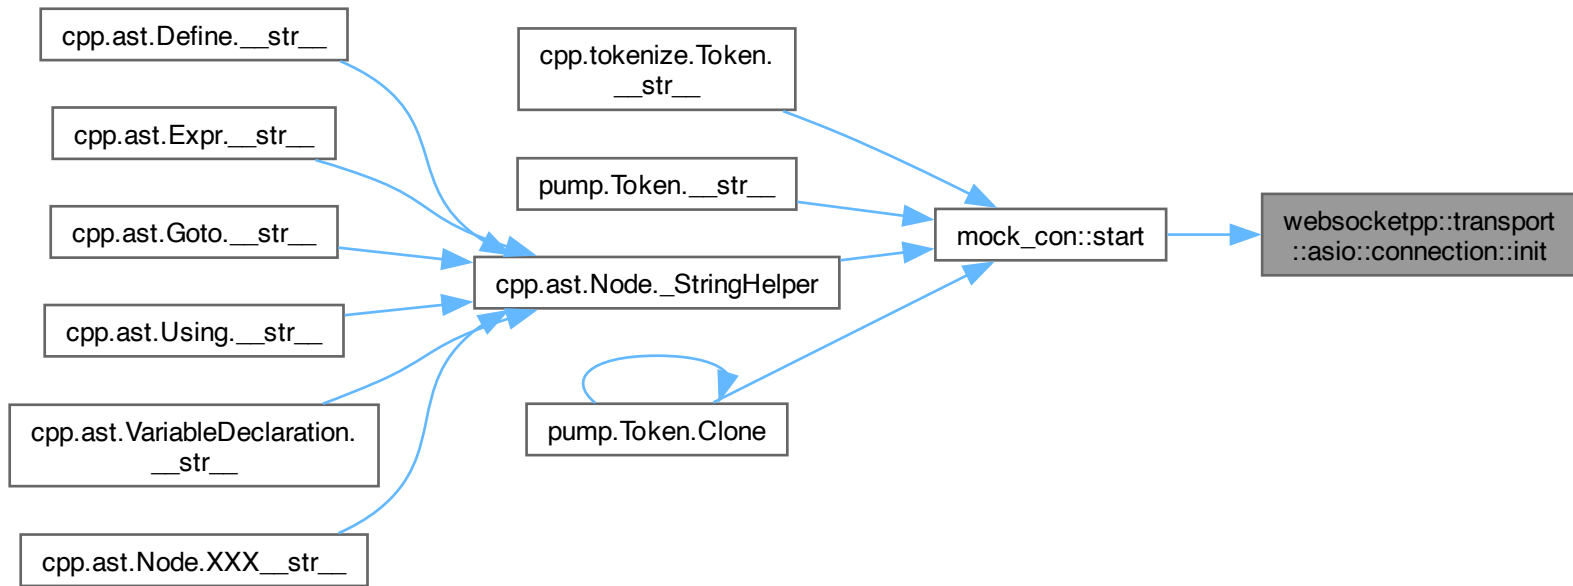 cpp.ast.Define.__str__
cpp.ast.Expr.__str__
cpp.ast.Goto.__str__
cpp.ast.Using.__str__
cpp.ast.VariableDeclaration.
__str__
cpp.ast.Node.XXX__str__
cpp.tokenize.Token.
__str__
pump.Token.__str__
cpp.ast.Node._StringHelper
pump.Token.Clone
mock_con::start
websocketpp::transport
::asio::connection::init